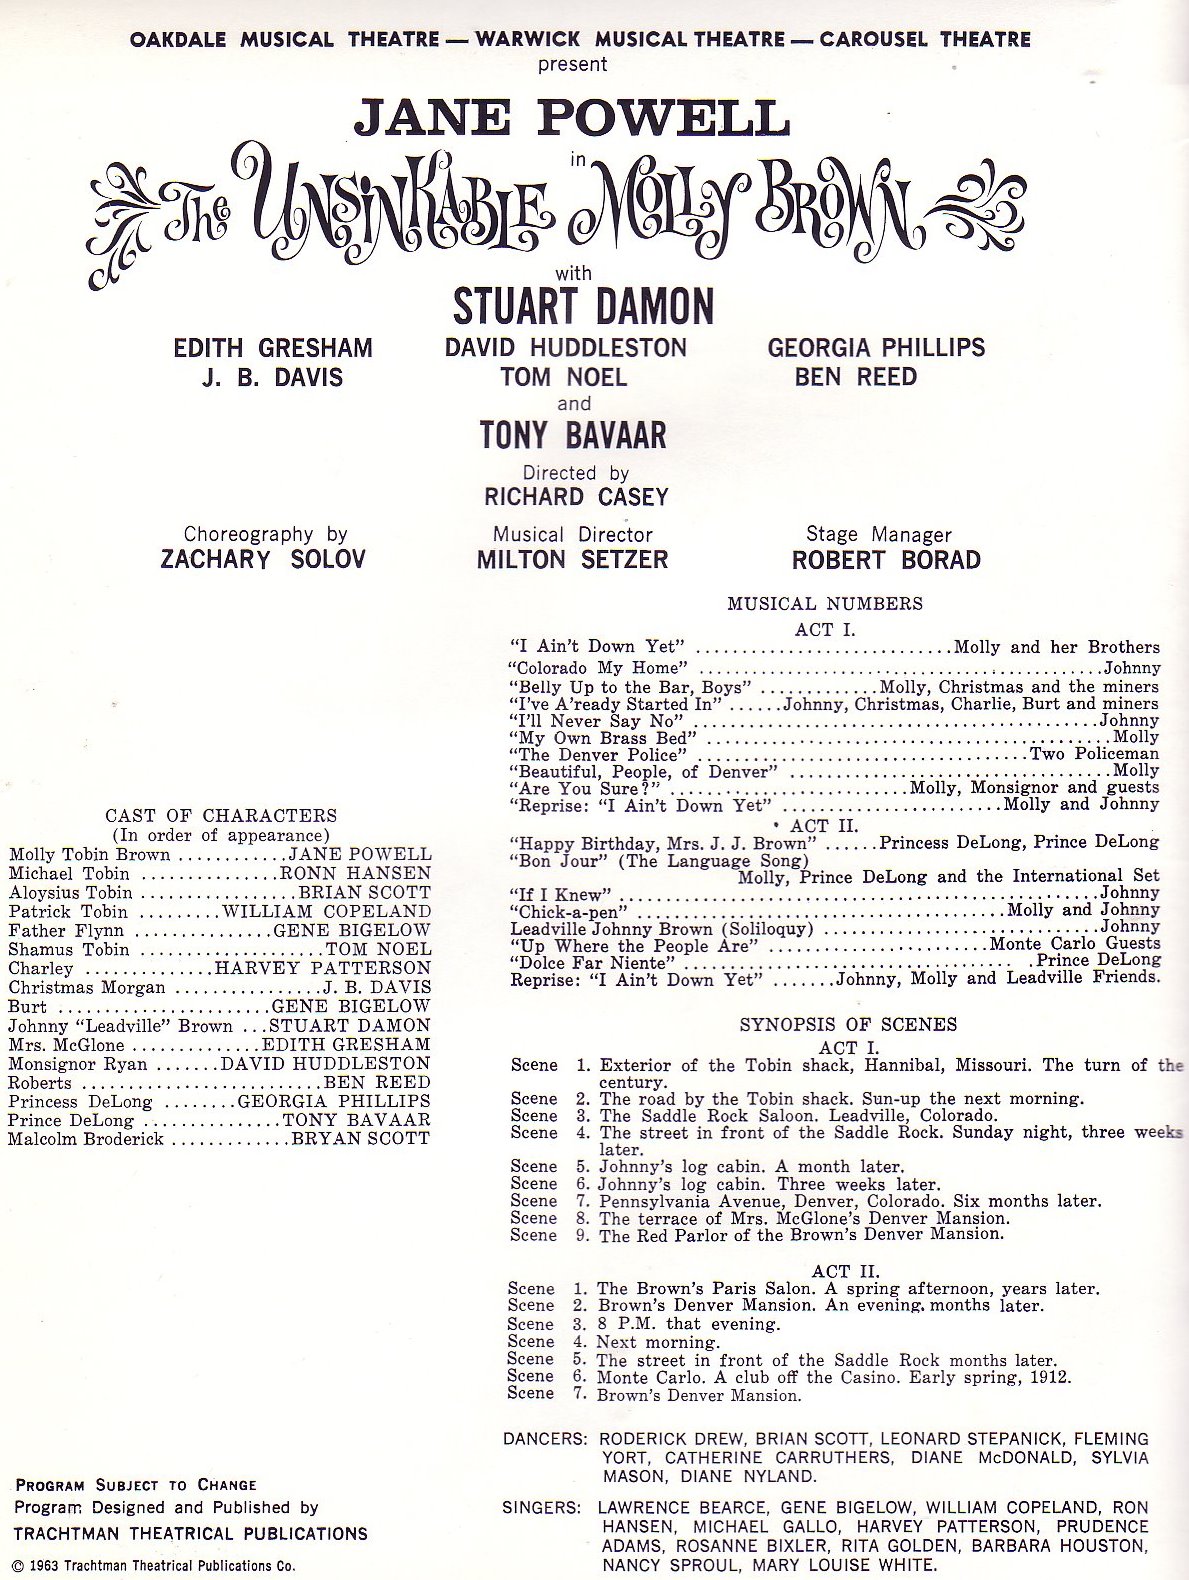 OAKDALE MUSICAL THEATRE — WARWICK MUSICAL THEATRE — CAROUSEL THEATRE
present
JANE POWELL
in
The UNSINKABLE MOLLY BROWN
with
STUART DAMON
EDITH GRESHAM DAVID HUDDLESTON GEORGIA PHILLIPS
J. B. DAVIS TOM NOEL BEN REED
and
TONY BAVAAR
Directed by
RICHARD CASEY
Choreography by Musical Director Stage Manager
ZACHARY SOLOV MILTON SETZER ROBERT BORAD
CAST OF CHARACTERS
(In order of appearance)
Molly Tobin Brown ............JANE POWELL
Michael Tobin ...............RONN HANSEN
Aloysius Tobin .................BRIAN SCOTT
Patrick Tobin .........WILLIAM COPELAND
Father Flynn ...............GENE BIGELOW
Shamus Tobin ....................TOM NOEL
Charley ..............HARVEY PATTERSON
Christmas Morgan ................J. B. DAVIS
Burt .......................GENE BIGELOW
Johnny “Leadville” Brown ...STUART DAMON
Mrs. McGlone ..............EDITH GRESHAM
Monsignor Ryan .......DAVID HUDDLESTON
Roberts ..........................BEN REED
Princess DeLong ........GEORGIA PHILLIPS
Prince DeLong ...............TONY BAVAAR
Malcolm Broderick .............BRYAN SCOTT
MUSICAL NUMBERS
ACT I.
“I Ain’t Down Yet” ............................Molly and her Brothers
“Colorado My Home” ............................................Johnny
“Belly Up to the Bar, Boys” .............Molly, Christmas and the miners
“I’ve A’ready Started In” ......Johnny, Christmas, Charlie, Burt and miners
“I’ll Never Say No” ............................................Johnny
“My Own Brass Bed” ............................................Molly
“The Denver Police” ....................................Two Policeman
“Beautiful, People, of Denver” ...................................Molly
“Are You Sure?” ..........................Molly, Monsignor and guests
“Reprise: “I Ain’t Down Yet” ........................Molly and Johnny
ACT II.
“Happy Birthday, Mrs. J. J. Brown” ......Princess DeLong, Prince DeLong
“Bon Jour” (The Language Song)
Molly, Prince DeLong and the International Set
“If I Knew” ....................................................Johnny
“Chick-a-pen” ........................................Molly and Johnny
Leadville Johnny Brown (Soliloquy) ..............................Johnny
“Up Where the People Are” ........................Monte Carlo Guests
“Dolce Far Niente” .....................................Prince DeLong
Reprise: “I Ain’t Down Yet” .......Johnny, Molly and Leadville Friends.
SYNOPSIS OF SCENES
ACT I.
Scene 1. Exterior of the Tobin shack, Hannibal, Missouri. The turn of the
century.
Scene 2. The road by the Tobin shack. Sun-up the next morning.
Scene 3. The Saddle Rock Saloon. Leadville, Colorado.
Scene 4. The street in front of the Saddle Rock. Sunday night, three weeks
later.
Scene 5. Johnny’s log cabin. A month later.
Scene 6. Johnny’s log cabin. Three weeks later.
Scene 7. Pennsylvania Avenue, Denver, Colorado. Six months later.
Scene 8. The terrace of Mrs. McGlone’s Denver Mansion.
Scene 9. The Red Parlor of the Brown’s Denver Mansion.
ACT II.
Scene 1. The Brown’s Paris Salon. A spring afternoon, years later.
Scene 2. Brown’s Denver Mansion. An evening. months later.
Scene 3. 8 P.M. that evening.
Scene 4. Next morning.
Scene 5. The street in front of the Saddle Rock months later.
Scene 6. Monte Carlo. A club off the Casino. Early spring, 1912.
Scene 7. Brown’s Denver Mansion.
DANCERS: RODERICK DREW, BRIAN SCOTT, LEONARD STEPANICK, FLEMING
YORT, CATHERINE CARRUTHERS, DIANE McDONALD, SYLVIA
MASON, DIANE NYLAND.
SINGERS: LAWRENCE BEARCE, GENE BIGELOW, WILLIAM COPELAND, RON
HANSEN, MICHAEL GALLO, HARVEY PATTERSON, PRUDENCE
ADAMS, ROSANNE BIXLER, RITA GOLDEN, BARBARA HOUSTON,
NANCY SPROUL, MARY LOUISE WHITE.
PROGRAM SUBJECT TO CHANGE
Program Designed and Published by
TRACHTMAN THEATRICAL PUBLICATIONS
© 1963 Trachtman Theatrical Publications Co.